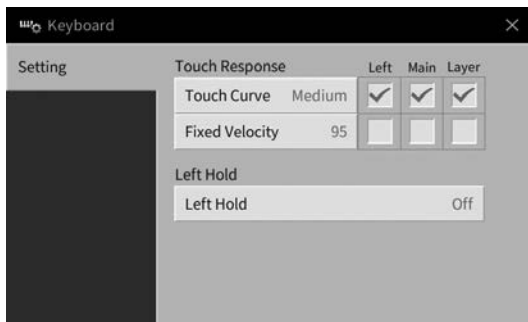 Keyboard
Setting
Touch Response Left Main Layer
Touch Curve Medium
Fixed Velocity 95
Left Hold
Left Hold Off